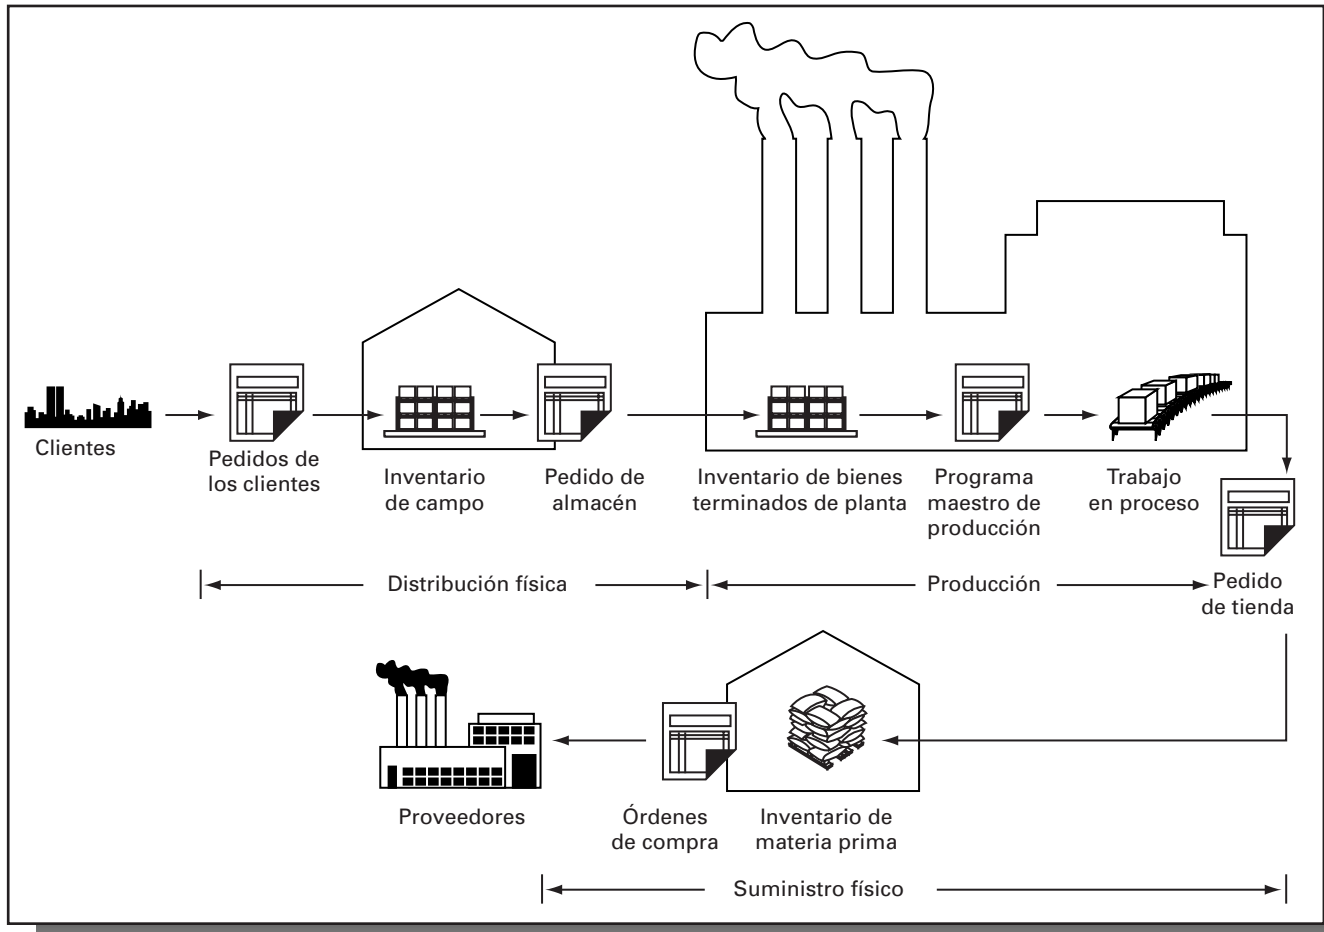 Clientes
Pedidos de
los clientes
Inventario
de campo
Pedido de
almacén
Inventario de bienes
terminados de planta
Programa
maestro de
producción
Trabajo
en proceso
Pedido
de tienda
Distribución física
Producción
Proveedores
Órdenes
de compra
Inventario de
materia prima
Suministro físico